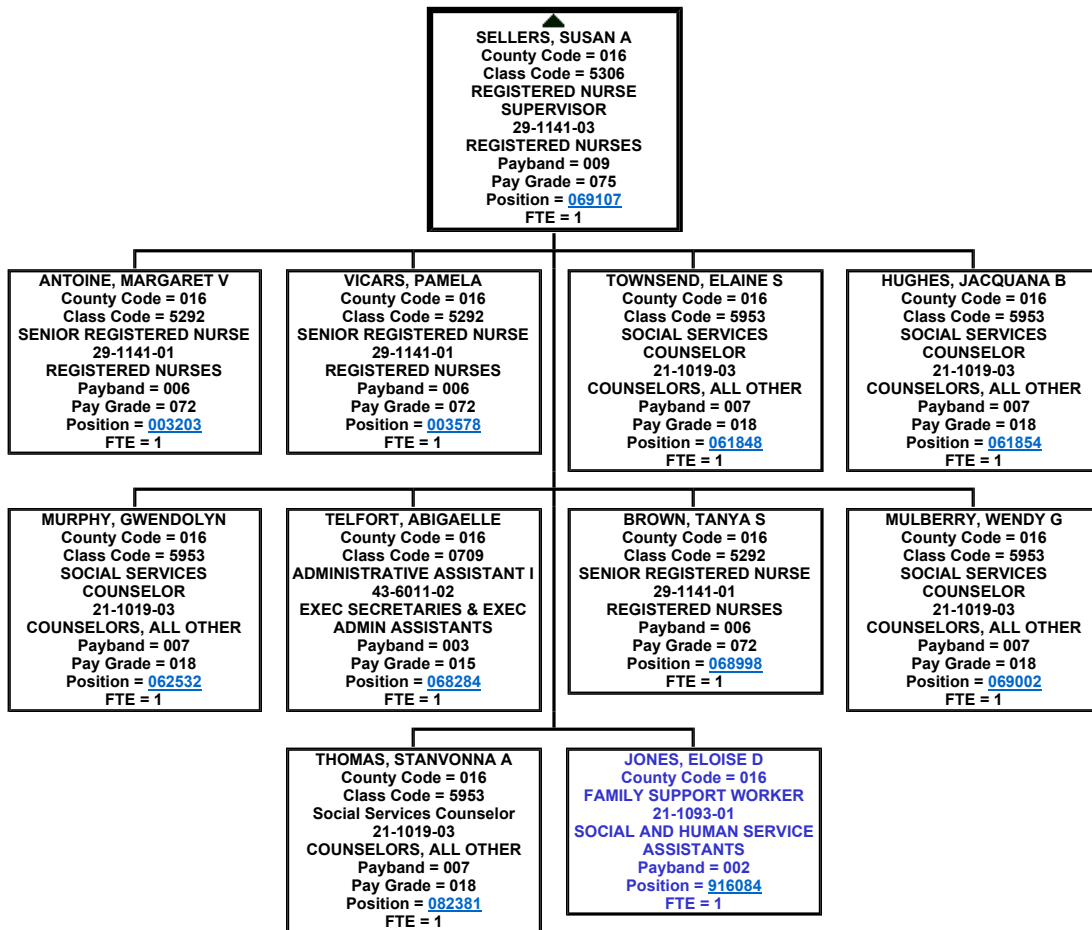 SELLERS, SUSAN A
County Code = 016
Class Code = 5306
REGISTERED NURSE
SUPERVISOR
29-1141-03
REGISTERED NURSES
Payband = 009
Pay Grade = 075
Position = 069107
FTE = 1
ANTOINE, MARGARET V
County Code = 016
Class Code = 5292
SENIOR REGISTERED NURSE
29-1141-01
REGISTERED NURSES
Payband = 006
Pay Grade = 072
Position = 003203
FTE = 1
VICARS, PAMELA
County Code = 016
Class Code = 5292
SENIOR REGISTERED NURSE
29-1141-01
REGISTERED NURSES
Payband = 006
Pay Grade = 072
Position = 003578
FTE = 1
TOWNSEND, ELAINE S
County Code = 016
Class Code = 5953
SOCIAL SERVICES
COUNSELOR
21-1019-03
COUNSELORS, ALL OTHER
Payband = 007
Pay Grade = 018
Position = 061848
FTE = 1
HUGHES, JACQUANA B
County Code = 016
Class Code = 5953
SOCIAL SERVICES
COUNSELOR
21-1019-03
COUNSELORS, ALL OTHER
Payband = 007
Pay Grade = 018
Position = 061854
FTE = 1
MURPHY, GWENDOLYN
County Code = 016
Class Code = 5953
SOCIAL SERVICES
COUNSELOR
21-1019-03
COUNSELORS, ALL OTHER
Payband = 007
Pay Grade = 018
Position = 062532
FTE = 1
TELFORT, ABIGAELLE
County Code = 016
Class Code = 0709
ADMINISTRATIVE ASSISTANT I
43-6011-02
EXEC SECRETARIES & EXEC
ADMIN ASSISTANTS
Payband = 003
Pay Grade = 015
Position = 068284
FTE = 1
BROWN, TANYA S
County Code = 016
Class Code = 5292
SENIOR REGISTERED NURSE
29-1141-01
REGISTERED NURSES
Payband = 006
Pay Grade = 072
Position = 068998
FTE = 1
MULBERRY, WENDY G
County Code = 016
Class Code = 5953
SOCIAL SERVICES
COUNSELOR
21-1019-03
COUNSELORS, ALL OTHER
Payband = 007
Pay Grade = 018
Position = 069002
FTE = 1
THOMAS, STANVONNA A
County Code = 016
Class Code = 5953
Social Services Counselor
21-1019-03
COUNSELORS, ALL OTHER
Payband = 007
Pay Grade = 018
Position = 082381
FTE = 1
JONES, ELOISE D
County Code = 016
FAMILY SUPPORT WORKER
21-1093-01
SOCIAL AND HUMAN SERVICE
ASSISTANTS
Payband = 002
Position = 916084
FTE = 1